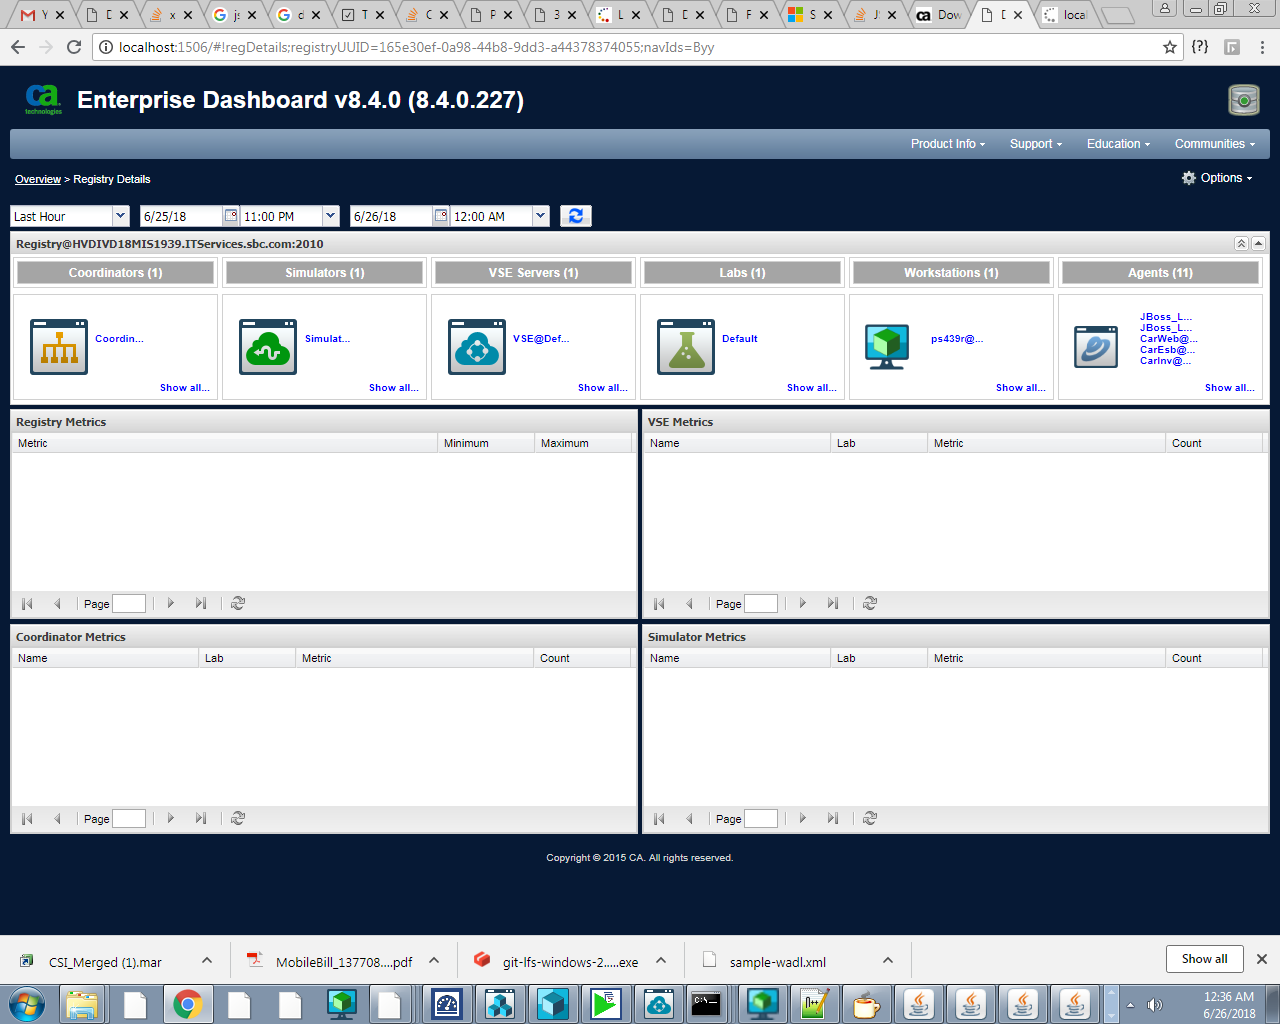 Y
D
x
js
d
T
C
P
3
L
D
F
S
JS
Dow
D
local
localhost:1506/#!regDetails;registryUUID=165e30ef-0a98-44b8-9dd3-a44378374055;navIds=Byy
{?}
ca
technologies
Enterprise Dashboard v8.4.0 (8.4.0.227)
Product Info Support Education Communities
Overview > Registry Details
Options
Last Hour 6/25/18 11:00 PM 6/26/18 12:00 AM
Registry@HVDIVD18MIS1939.ITServices.sbc.com:2010
Coordinators (1) Simulators (1) VSE Servers (1) Labs (1) Workstations (1) Agents (11)
Coordin...
Show all...
Simulat...
Show all...
VSE@Def...
Show all...
Default
Show all...
ps439r@...
Show all...
JBoss_L...
JBoss_L...
CarWeb@...
CarEsb@...
CarInv@...
Show all...
Registry Metrics
Metric Minimum Maximum
Page
VSE Metrics
Name Lab Metric Count
Page
Coordinator Metrics
Name Lab Metric Count
Page
Simulator Metrics
Name Lab Metric Count
Page
Copyright © 2015 CA. All rights reserved.
CSI_Merged (1).mar
MobileBill_137708....pdf
git-lfs-windows-2.....exe
sample-wadl.xml
Show all
C:\_
12:36 AM
6/26/2018